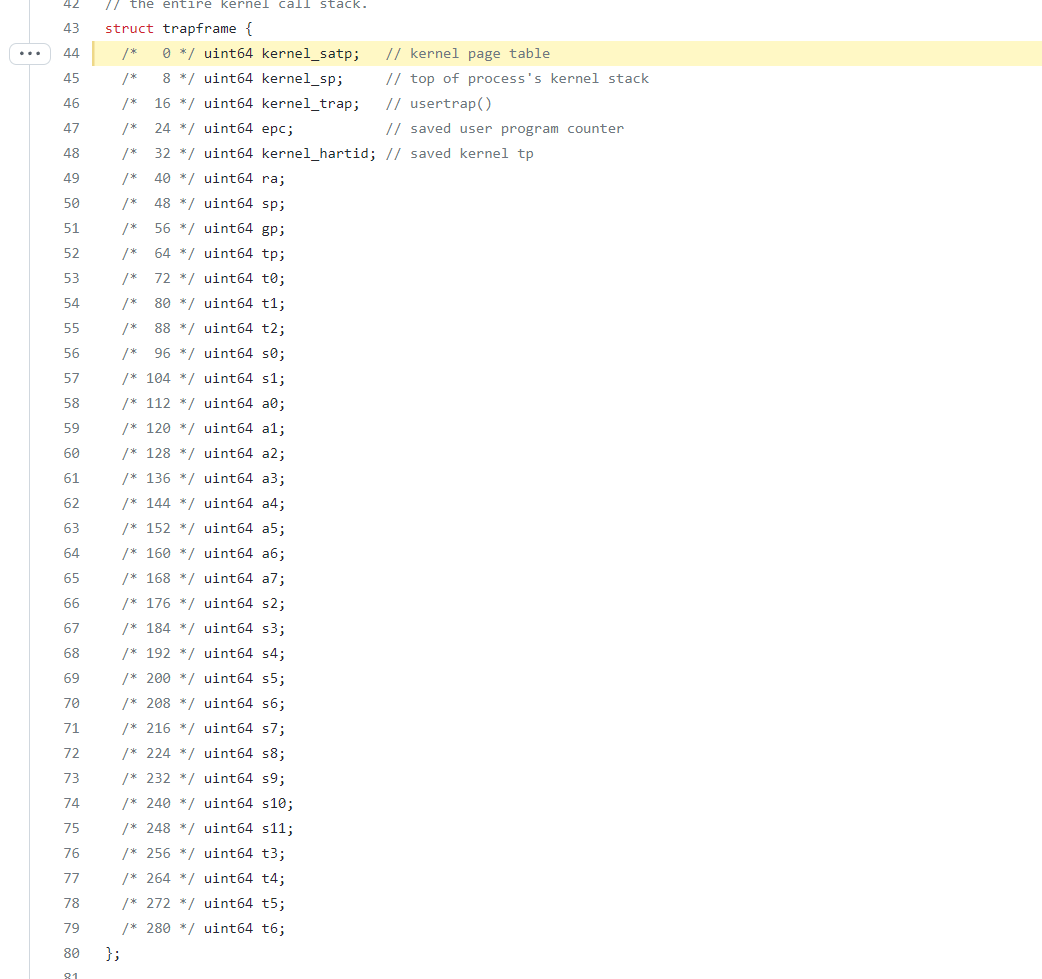 42 // the entire kernel call stack.
43 struct trapframe {
••• 44 /*   0 */ uint64 kernel_satp;   // kernel page table
45 /*   8 */ uint64 kernel_sp;     // top of process's kernel stack
46 /*  16 */ uint64 kernel_trap;   // usertrap()
47 /*  24 */ uint64 epc;           // saved user program counter
48 /*  32 */ uint64 kernel_hartid; // saved kernel tp
49 /*  40 */ uint64 ra;
50 /*  48 */ uint64 sp;
51 /*  56 */ uint64 gp;
52 /*  64 */ uint64 tp;
53 /*  72 */ uint64 t0;
54 /*  80 */ uint64 t1;
55 /*  88 */ uint64 t2;
56 /*  96 */ uint64 s0;
57 /* 104 */ uint64 s1;
58 /* 112 */ uint64 a0;
59 /* 120 */ uint64 a1;
60 /* 128 */ uint64 a2;
61 /* 136 */ uint64 a3;
62 /* 144 */ uint64 a4;
63 /* 152 */ uint64 a5;
64 /* 160 */ uint64 a6;
65 /* 168 */ uint64 a7;
66 /* 176 */ uint64 s2;
67 /* 184 */ uint64 s3;
68 /* 192 */ uint64 s4;
69 /* 200 */ uint64 s5;
70 /* 208 */ uint64 s6;
71 /* 216 */ uint64 s7;
72 /* 224 */ uint64 s8;
73 /* 232 */ uint64 s9;
74 /* 240 */ uint64 s10;
75 /* 248 */ uint64 s11;
76 /* 256 */ uint64 t3;
77 /* 264 */ uint64 t4;
78 /* 272 */ uint64 t5;
79 /* 280 */ uint64 t6;
80 };
81